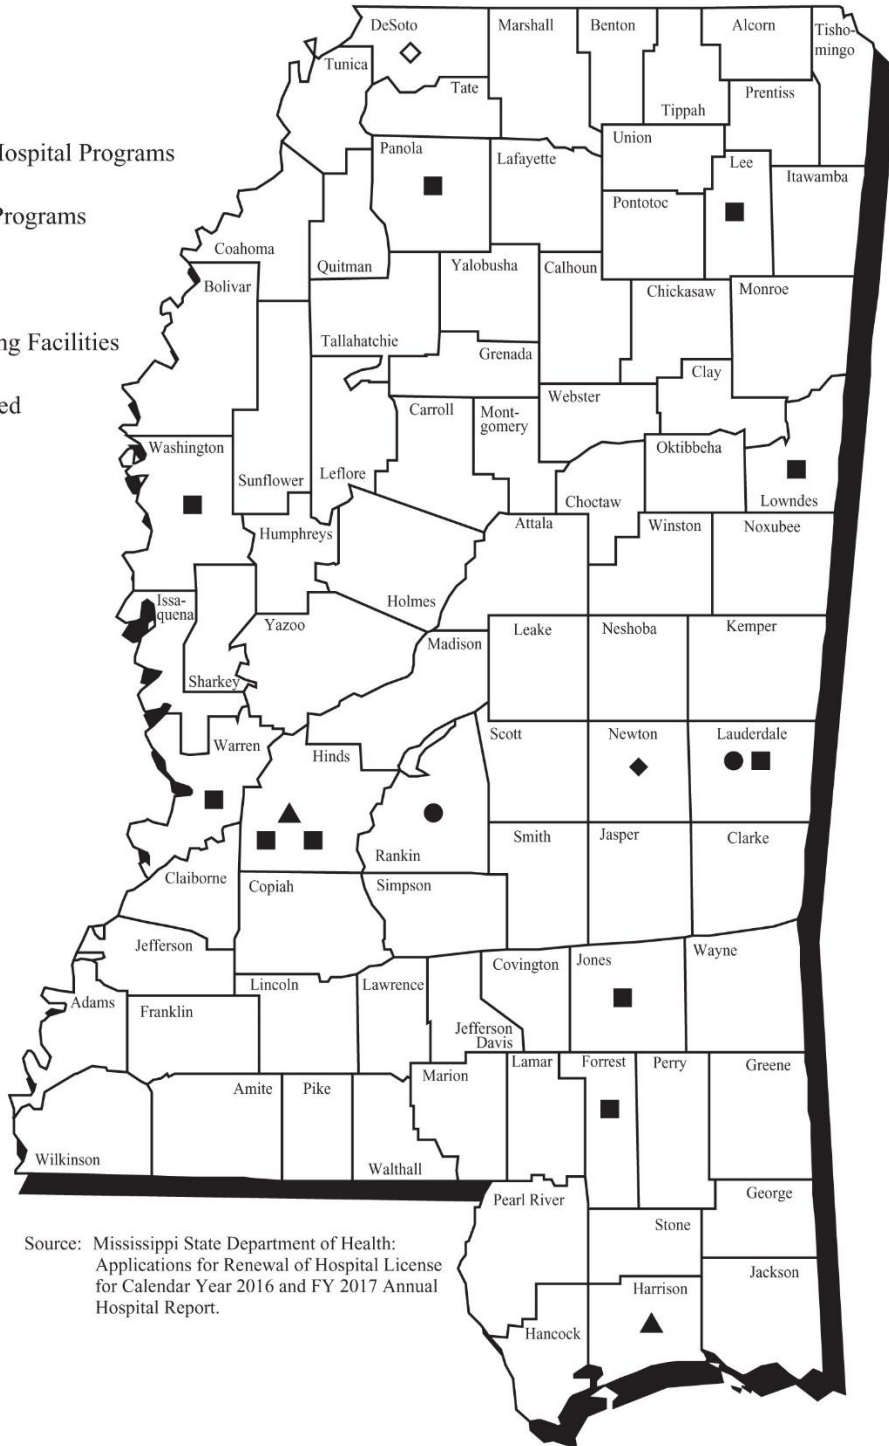 Hospital Programs
Programs
ng Facilities
ed
DeSoto
Marshall
Benton
Alcorn
Tisho-
mingo
Tunica
Tate
Tippah
Prentiss
Union
Panola
Lafayette
Lee
Itawamba
Pontotoc
Coahoma
Quitman
Yalobusha
Calhoun
Bolivar
Chickasaw
Monroe
Tallahatchie
Grenada
Clay
Webster
Carroll
Mont-
gomery
Washington
Oktibbeha
Sunflower
Leflore
Choctaw
Lowndes
Humphreys
Attala
Winston
Noxubee
Issa-
quena
Holmes
Yazoo
Leake
Neshoba
Kemper
Madison
Sharkey
Scott
Newton
Lauderdale
Warren
Hinds
Rankin
Smith
Jasper
Clarke
Claiborne
Copiah
Simpson
Jefferson
Covington
Jones
Wayne
Lincoln
Lawrence
Adams
Franklin
Jefferson
Davis
Marion
Lamar
Forrest
Perry
Greene
Amite
Pike
Wilkinson
Walthall
Pearl River
George
Stone
Source: Mississippi State Department of Health:
Applications for Renewal of Hospital License
for Calendar Year 2016 and FY 2017 Annual
Hospital Report.
Jackson
Harrison
Hancock